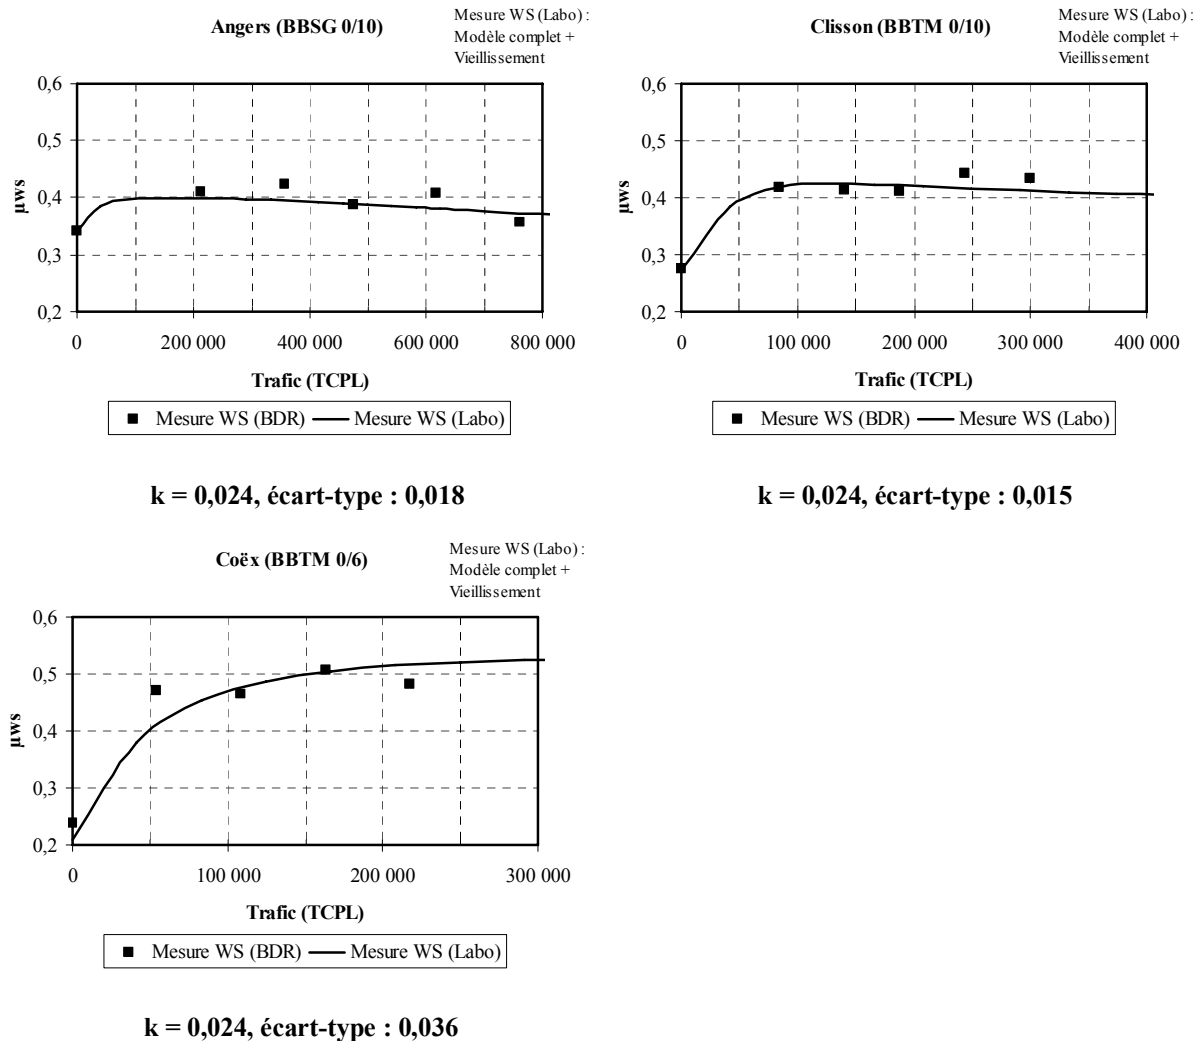 Angers (BBSG 0/10)
Mesure WS (Labo) :
Modèle complet +
Vieillissement
0,6
0,5
0,4
0,3
0,2
µws
0
200 000
400 000
600 000
800 000
Trafic (TCPL)
Mesure WS (BDR)
Mesure WS (Labo)
k = 0,024, écart-type : 0,018
Clisson (BBTM 0/10)
Mesure WS (Labo) :
Modèle complet +
Vieillissement
0,6
0,5
0,4
0,3
0,2
µws
0
100 000
200 000
300 000
400 000
Trafic (TCPL)
Mesure WS (BDR)
Mesure WS (Labo)
k = 0,024, écart-type : 0,015
Coëx (BBTM 0/6)
Mesure WS (Labo) :
Modèle complet +
Vieillissement
0,6
0,5
0,4
0,3
0,2
µws
0
100 000
200 000
300 000
Trafic (TCPL)
Mesure WS (BDR)
Mesure WS (Labo)
k = 0,024, écart-type : 0,036